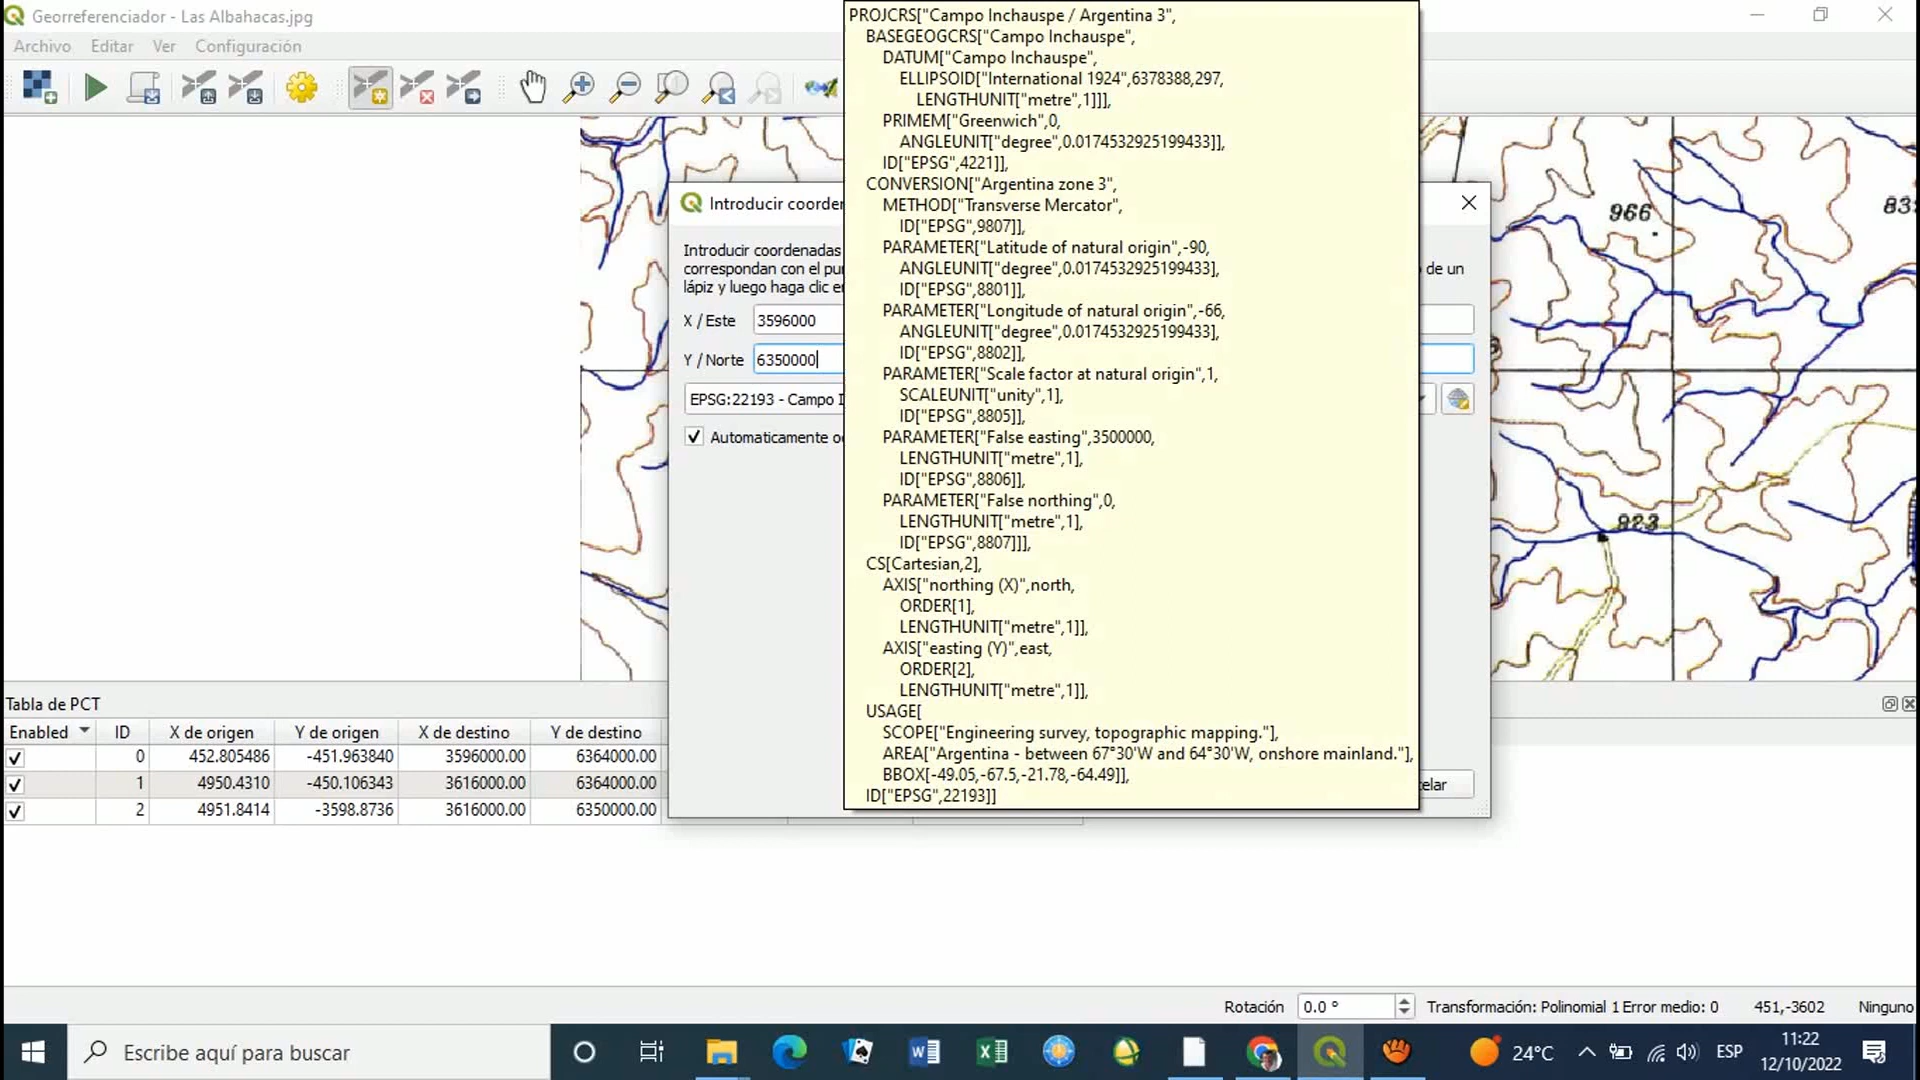 Georreferenciador - Las Albahacas.jpg
Archivo Editar Ver Configuración
PROJCRS["Campo Inchauspe / Argentina 3",
BASEGEOGCRS["Campo Inchauspe",
DATUM["Campo Inchauspe",
ELLIPSOID["International 1924",6378388,297,
LENGTHUNIT["metre",1]]],
PRIMEM["Greenwich",0,
ANGLEUNIT["degree",0.0174532925199433]],
ID["EPSG",4221]],
CONVERSION["Argentina zone 3",
METHOD["Transverse Mercator",
ID["EPSG",9807]],
PARAMETER["Latitude of natural origin",-90,
ANGLEUNIT["degree",0.0174532925199433],
ID["EPSG",8801]],
PARAMETER["Longitude of natural origin",-66,
ANGLEUNIT["degree",0.0174532925199433],
ID["EPSG",8802]],
PARAMETER["Scale factor at natural origin",1,
SCALEUNIT["unity",1],
ID["EPSG",8805]],
PARAMETER["False easting",3500000,
LENGTHUNIT["metre",1],
ID["EPSG",8806]],
PARAMETER["False northing",0,
LENGTHUNIT["metre",1],
ID["EPSG",8807]]],
CS[Cartesian,2],
AXIS["northing (X)",north,
ORDER[1],
LENGTHUNIT["metre",1]],
AXIS["easting (Y)",east,
ORDER[2],
LENGTHUNIT["metre",1]],
USAGE[
SCOPE["Engineering survey, topographic mapping."],
AREA["Argentina - between 67°30'W and 64°30'W, onshore mainland."],
BBOX[-49.05,-67.5,-21.78,-64.49]],
ID["EPSG",22193]]
Introducir coorde
Introducir coordenadas
correspondan con el de un
lápiz y luego haga clic
X / Este 3596000
Y / Norte 6350000
EPSG:22193 - Campo
Automaticamente
elar
966
83
823
Tabla de PCT
Enabled ID X de origen Y de origen X de destino Y de destino
0 452.805486 -451.963840 3596000.00 6364000.00
1 4950.4310 -450.106343 3616000.00 6364000.00
2 4951.8414 -3598.8736 3616000.00 6350000.00
Rotación 0.0 ° Transformación: Polinomial 1 Error medio: 0 451,-3602 Ninguno
Escribe aquí para buscar
24°C ESP 11:22
12/10/2022